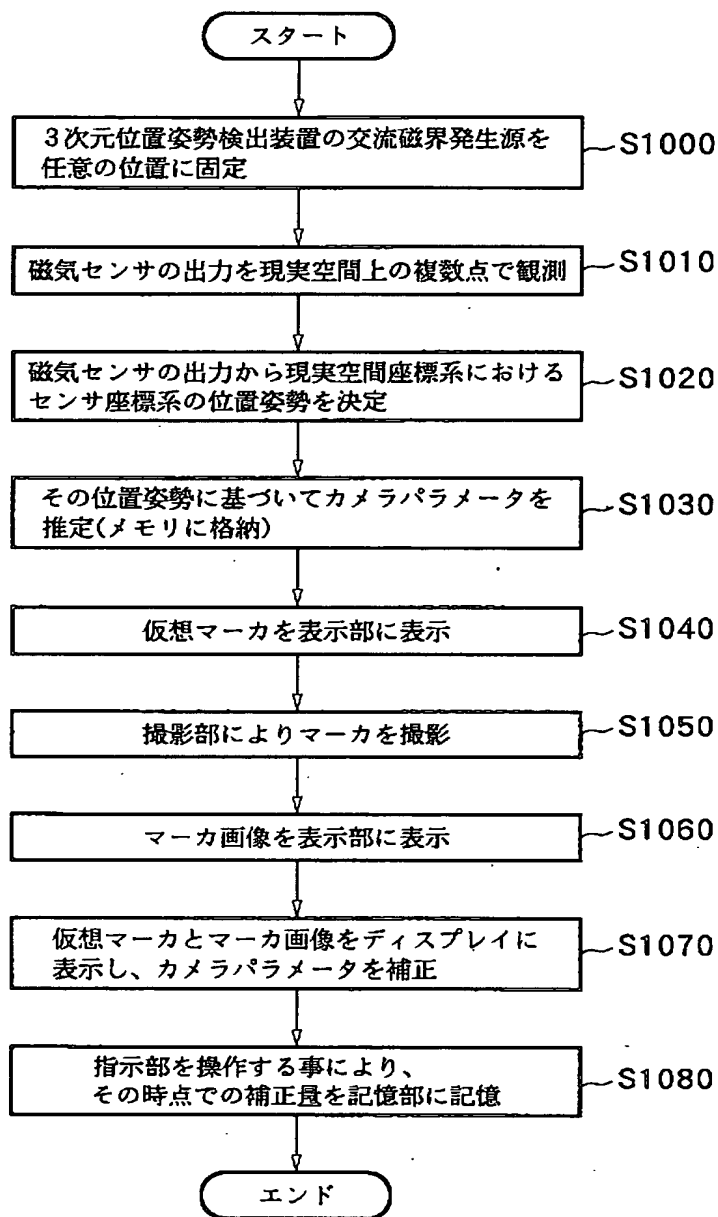 スタート
3次元位置姿勢検出装置の交流磁界発生源を
任意の位置に固定
S1000
磁気センサの出力を現実空間上の複数点で観測
S1010
磁気センサの出力から現実空間座標系における
センサ座標系の位置姿勢を決定
S1020
その位置姿勢に基づいてカメラパラメータを
推定(メモリに格納)
S1030
仮想マーカを表示部に表示
S1040
撮影部によりマーカを撮影
S1050
マーカ画像を表示部に表示
S1060
仮想マーカとマーカ画像をディスプレイに
表示し、カメラパラメータを補正
S1070
指示部を操作する事により、
その時点での補正量を記憶部に記憶
S1080
エンド